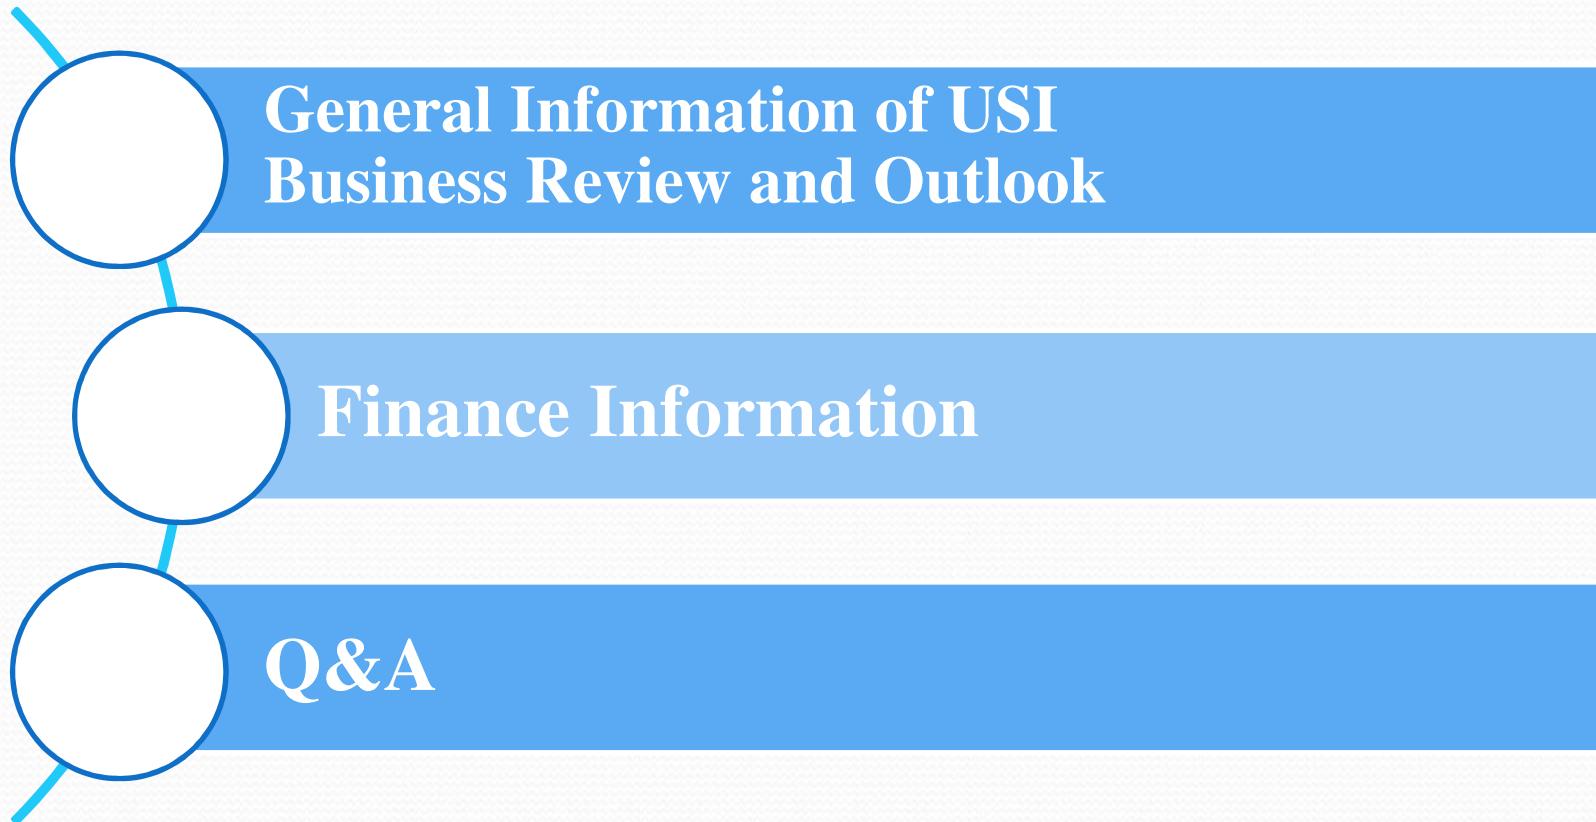 General Information of USI
Business Review and Outlook
Finance Information
Q&A